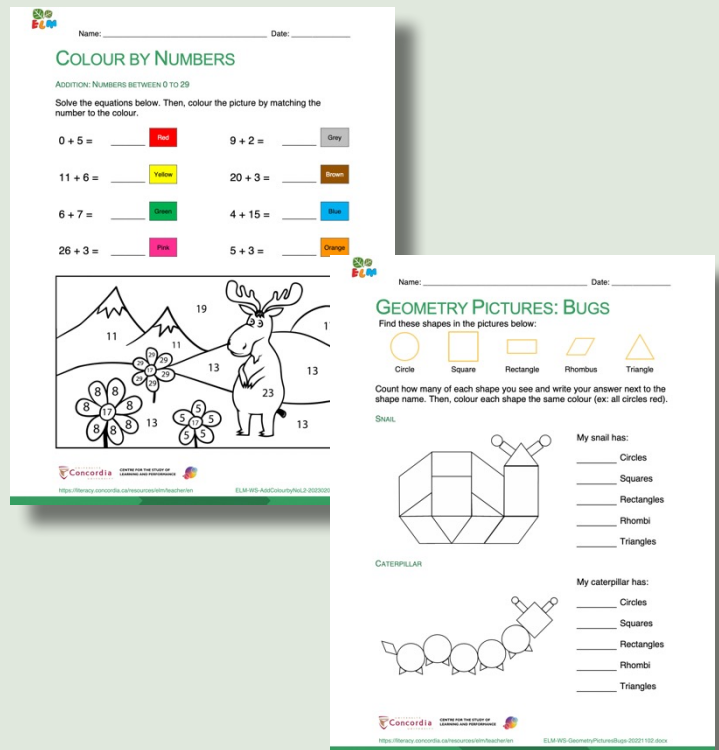 ELM
Name: Date:
COLOUR BY NUMBERS
ADDITION: NUMBERS BETWEEN 0 TO 29
Solve the equations below. Then, colour the picture by matching the
number to the colour.
0 + 5 = Red 9 + 2 = Grey
11 + 6 = Yellow 20 + 3 = Brown
6 + 7 = Green 4 + 15 = Blue
26 + 3 = Pink 5 + 3 = Orange
19
11 11
29 29 29 29 29 29 17
13 13
8 8 8 8 8 8 8 17
5 5 5 5 5 17
23
13 13
Concordia CENTRE FOR THE STUDY OF
LEARNING AND PERFORMANCE
https://literacy.concordia.ca/resources/elm/teacher/en
ELM
Name: Date:
GEOMETRY PICTURES: BUGS
Find these shapes in the pictures below:
Circle Square Rectangle Rhombus Triangle
Count how many of each shape you see and write your answer next to the
shape name. Then, colour each shape the same colour (ex: all circles red).
SNAIL
My snail has:
Circles
Squares
Rectangles
Rhombi
Triangles
CATERPILLAR
My caterpillar has:
Circles
Squares
Rectangles
Rhombi
Triangles
Concordia CENTRE FOR THE STUDY OF
LEARNING AND PERFORMANCE
https://literacy.concordia.ca/resources/elm/teacher/en ELM-WS-GeometryPicturesBugs-20221102.docx